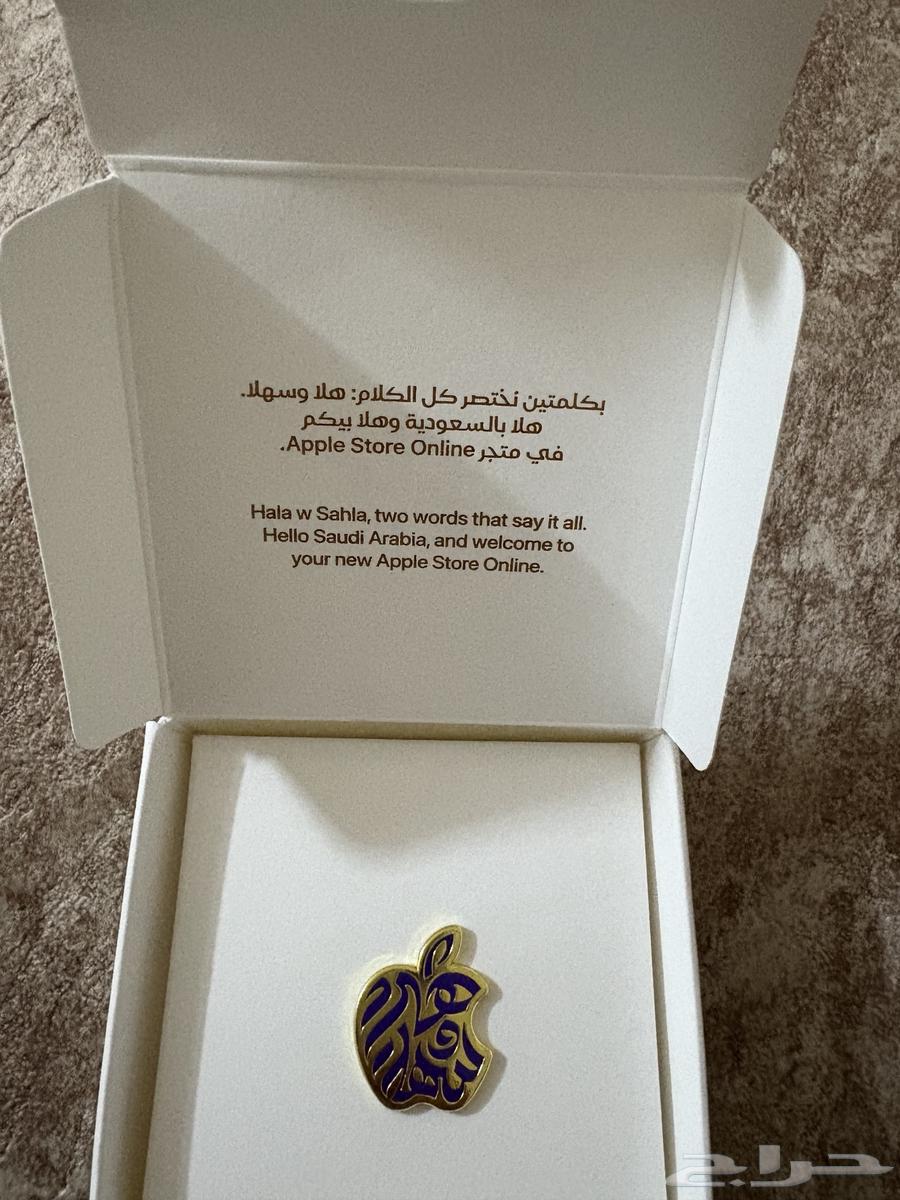 بكلمتين نختصر كل الكلام: هلا وسهلا.
هلا بالسعودية وهلا بيكم
في متجر Apple Store Online.
Hala w Sahla, two words that say it all.
Hello Saudi Arabia, and welcome to
your new Apple Store Online.
حراج